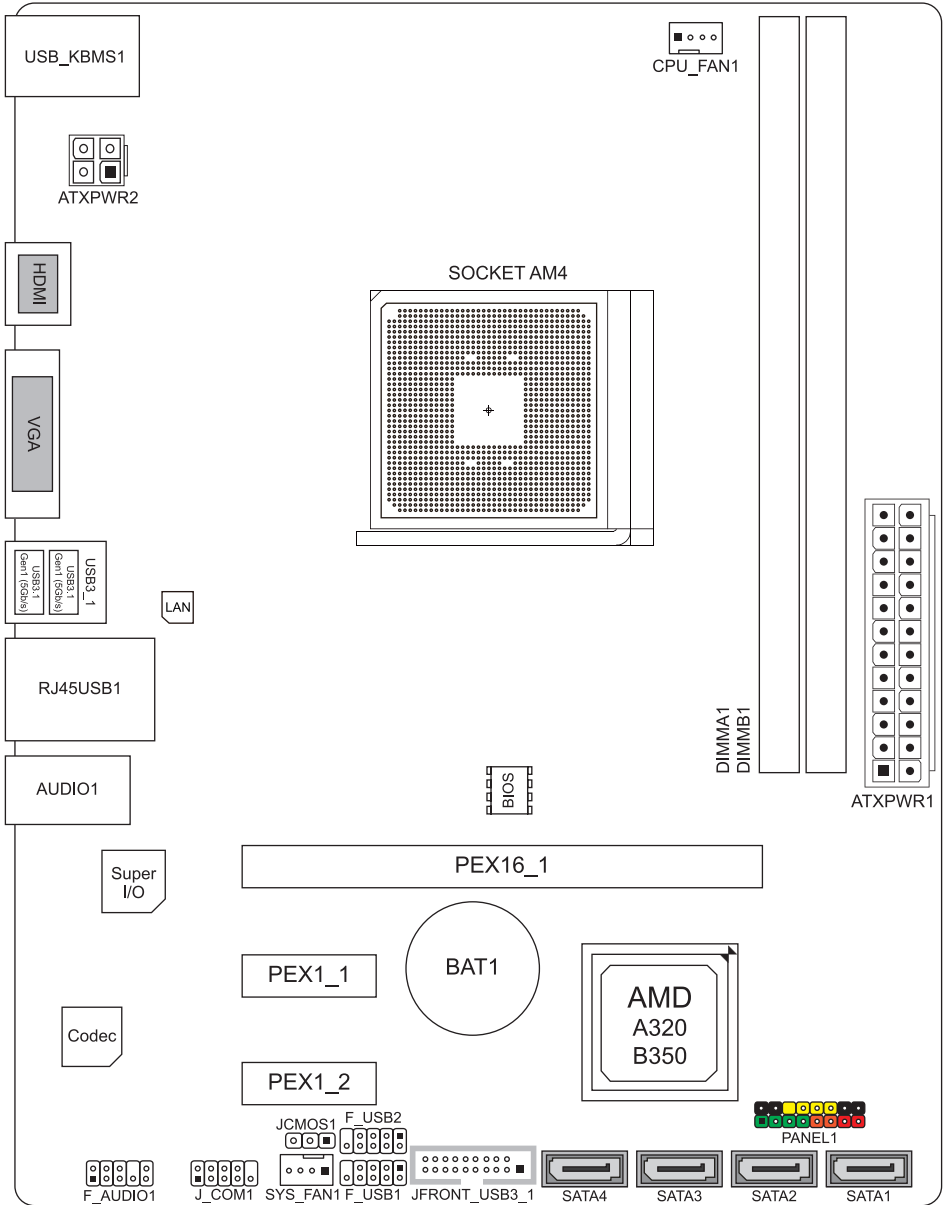 USB_KBMS1
CPU_FAN1
ATXPWR2
HDMI
SOCKET AM4
VGA
USB3_1
USB3.1
Gen1 (5Gb/s)
USB3.1
Gen1 (5Gb/s)
LAN
RJ45USB1
DIMMA1
DIMMB1
AUDIO1
BIOS
ATXPWR1
PEX16_1
Super
I/O
BAT1
PEX1_1
AMD
A320
B350
Codec
PEX1_2
JCMOS1
F_USB2
PANEL1
F_AUDIO1
J_COM1
SYS_FAN1
F_USB1
JFRONT_USB3_1
SATA4
SATA3
SATA2
SATA1